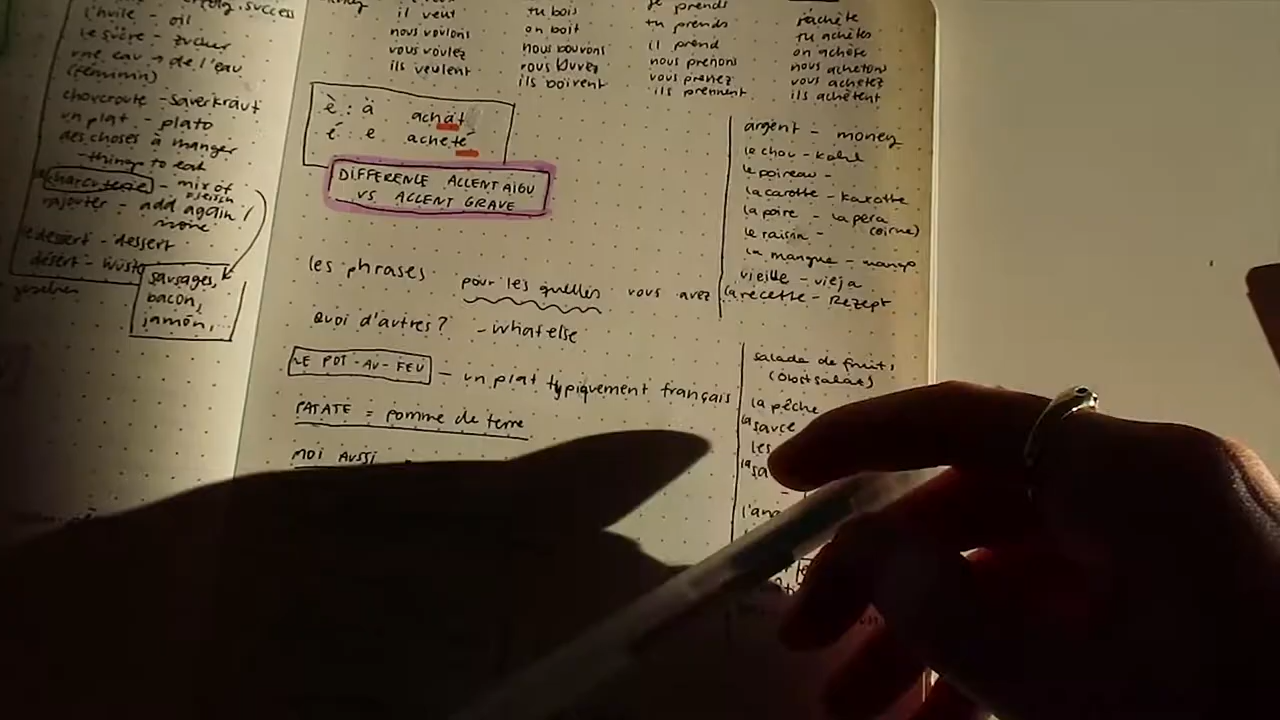 success
l'huile - oil
le sucre - zucker
une eau → de l'eau
(feminin)
choucroute - sauerkraut
un plat - plato
des choses à manger
- things to eat
charcuterie - mix of
fleisch
rajouter - add again /
more
le dessert - dessert
désert - wüste
sausages,
bacon,
jamón,
il veut
nous voulons
vous voulez
ils veulent
tu bois
on boit
nous buvons
vous buvez
ils boivent
je prends
tu prends
il prend
nous prenons
vous prenez
ils prennent
j'achète
tu achètes
on achète
nous achetons
vous achetez
ils achètent
è : ä achät
é e acheté
DIFFERENCE ACCENT AIGU
VS ACCENT GRAVE
les phrases pour les quelles vous avez
Quoi d'autres? - what else
LE POT-AU-FEU - un plat typiquement français
PATATE = pomme de terre
MOI AUSSI
argent - money
le chou - kohl
le poireau -
la carotte - karotte
la poire - la pera
(birne)
le raisin -
la mangue - mango
vieille - vieja
la recette - Rezept
salade de fruits
(Obstsalat)
la pêche
la sauce
les